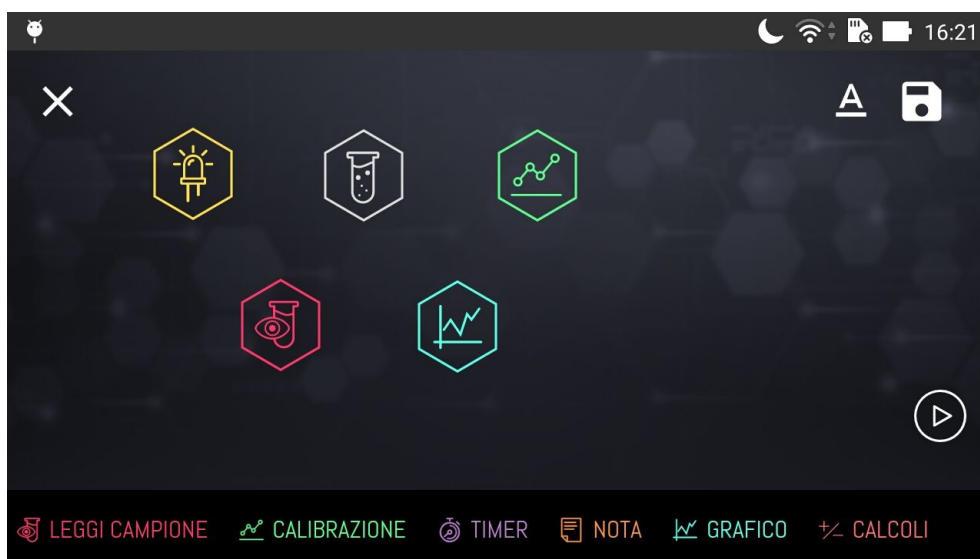 16:21
A
LEGGI CAMPIONE CALIBRAZIONE TIMER NOTA GRAFICO +/- CALCOLI